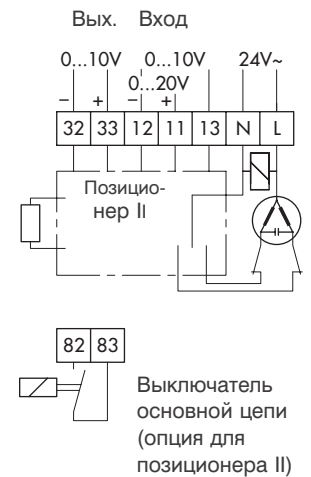 Вых. Вход
0...10V 0...10V 24V~
0...20V
– + – +
32 33 12 11 13 N L
Позицио-
нер II
82 83
Выключатель
основной цепи
(опция для
позиционера II)